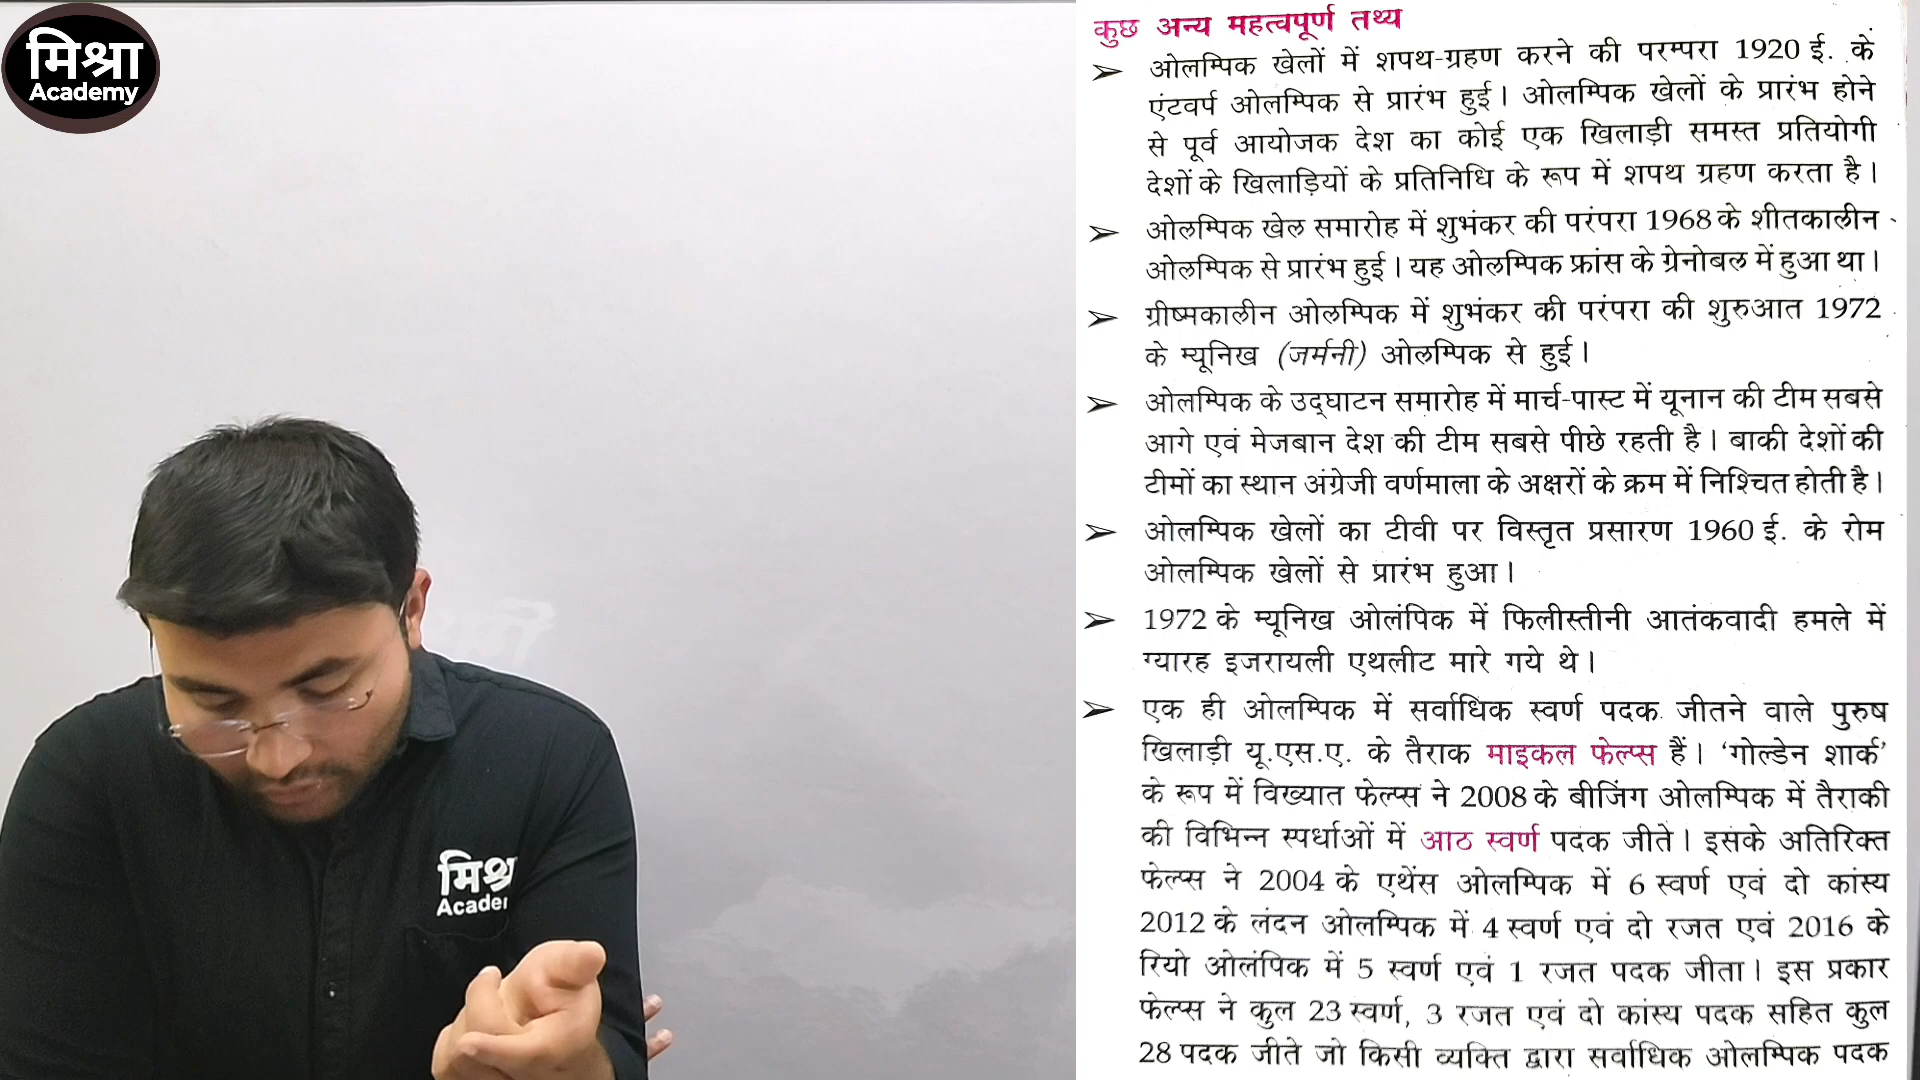 मिश्रा
Academy
कुछ अन्य महत्वपूर्ण तथ्य
➢ ओलम्पिक खेलों में शपथ-ग्रहण करने की परम्परा 1920 ई. के
एंटवर्प ओलम्पिक से प्रारंभ हुई। ओलम्पिक खेलों के प्रारंभ होने
से पूर्व आयोजक देश का कोई एक खिलाड़ी समस्त प्रतियोगी
देशों के खिलाड़ियों के प्रतिनिधि के रूप में शपथ ग्रहण करता है।
➢ ओलम्पिक खेल समारोह में शुभंकर की परंपरा 1968 के शीतकालीन
ओलम्पिक से प्रारंभ हुई। यह ओलम्पिक फ्रांस के ग्रेनोबल में हुआ था।
➢ ग्रीष्मकालीन ओलम्पिक में शुभंकर की परंपरा की शुरुआत 1972
के म्यूनिख (जर्मनी) ओलम्पिक से हुई।
➢ ओलम्पिक के उद्घाटन समारोह में मार्च-पास्ट में यूनान की टीम सबसे
आगे एवं मेजबान देश की टीम सबसे पीछे रहती है। बाकी देशों की
टीमों का स्थान अंग्रेजी वर्णमाला के अक्षरों के क्रम में निश्चित होती है।
➢ ओलम्पिक खेलों का टीवी पर विस्तृत प्रसारण 1960 ई. के रोम
ओलम्पिक खेलों से प्रारंभ हुआ।
➢ 1972 के म्यूनिख ओलंपिक में फिलीस्तीनी आतंकवादी हमले में
ग्यारह इजरायली एथलीट मारे गये थे।
➢ एक ही ओलम्पिक में सर्वाधिक स्वर्ण पदक जीतने वाले पुरुष
खिलाड़ी यू.एस.ए. के तैराक माइकल फेल्प्स हैं। ‘गोल्डेन शार्क’
के रूप में विख्यात फेल्प्स ने 2008 के बीजिंग ओलम्पिक में तैराकी
की विभिन्न स्पर्धाओं में आठ स्वर्ण पदक जीते। इसके अतिरिक्त
फेल्प्स ने 2004 के एथेंस ओलम्पिक में 6 स्वर्ण एवं दो कांस्य
2012 के लंदन ओलम्पिक में 4 स्वर्ण एवं दो रजत एवं 2016 के
रियो ओलंपिक में 5 स्वर्ण एवं 1 रजत पदक जीता। इस प्रकार
फेल्प्स ने कुल 23 स्वर्ण, 3 रजत एवं दो कांस्य पदक सहित कुल
28 पदक जीते जो किसी व्यक्ति द्वारा सर्वाधिक ओलम्पिक पदक
मिश्रा
Academ